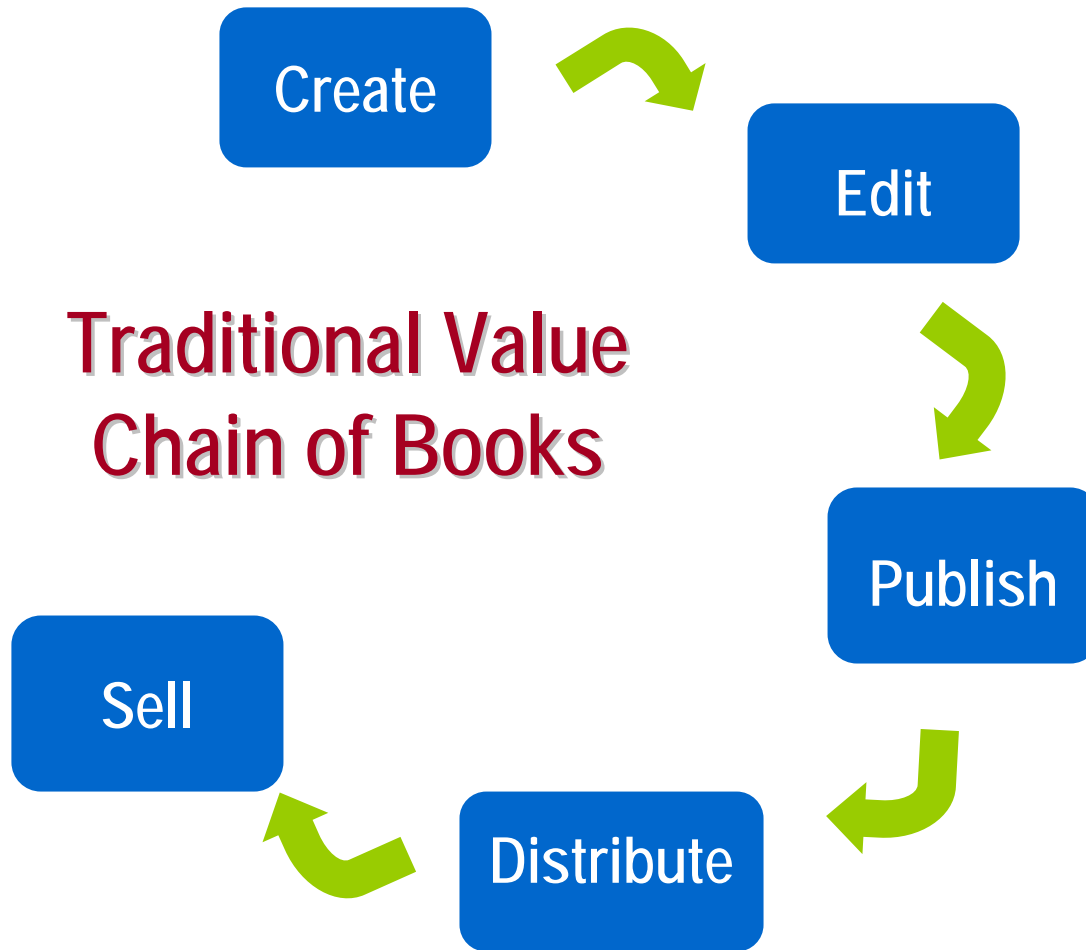 Create
Edit
Traditional Value
Chain of Books
Publish
Sell
Distribute